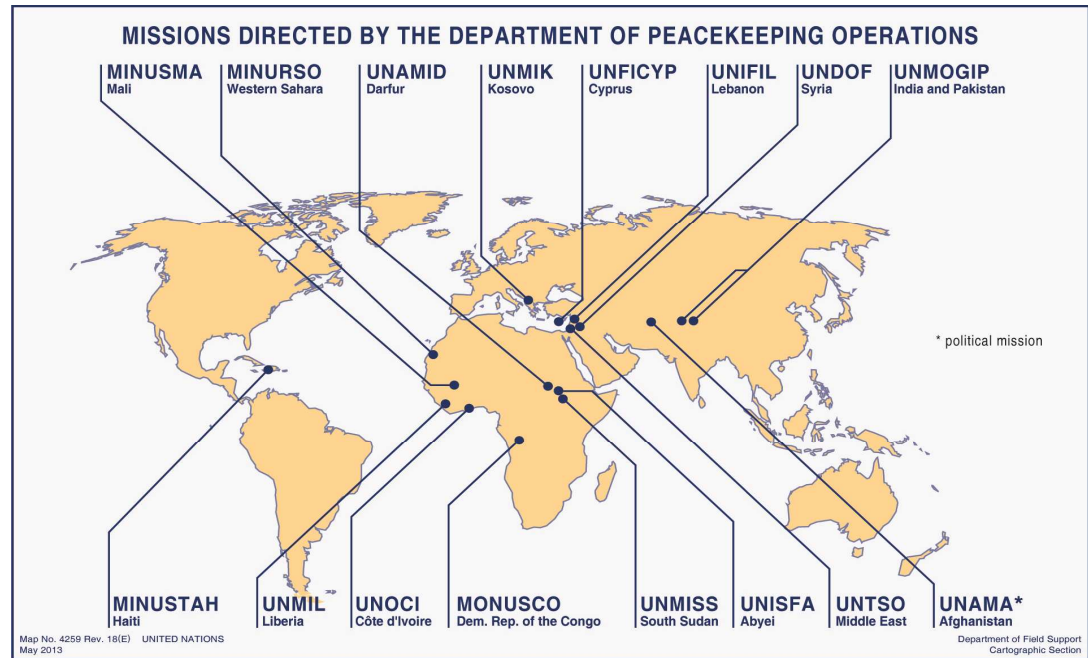 MISSIONS DIRECTED BY THE DEPARTMENT OF PEACEKEEPING OPERATIONS
MINUSMA
Mali
MINURSO
Western Sahara
UNAMID
Darfur
UNMIK
Kosovo
UNFICYP
Cyprus
UNIFIL
Lebanon
UNDOF
Syria
UNMOGIP
India and Pakistan
* political mission
MINUSTAH
Haiti
UNMIL
Liberia
UNOCI
Côte d'Ivoire
MONUSCO
Dem. Rep. of the Congo
UNMISS
South Sudan
UNISFA
Abyei
UNTSO
Middle East
UNAMA*
Afghanistan
Map No. 4259 Rev. 18(E) UNITED NATIONS
May 2013
Department of Field Support
Cartographic Section